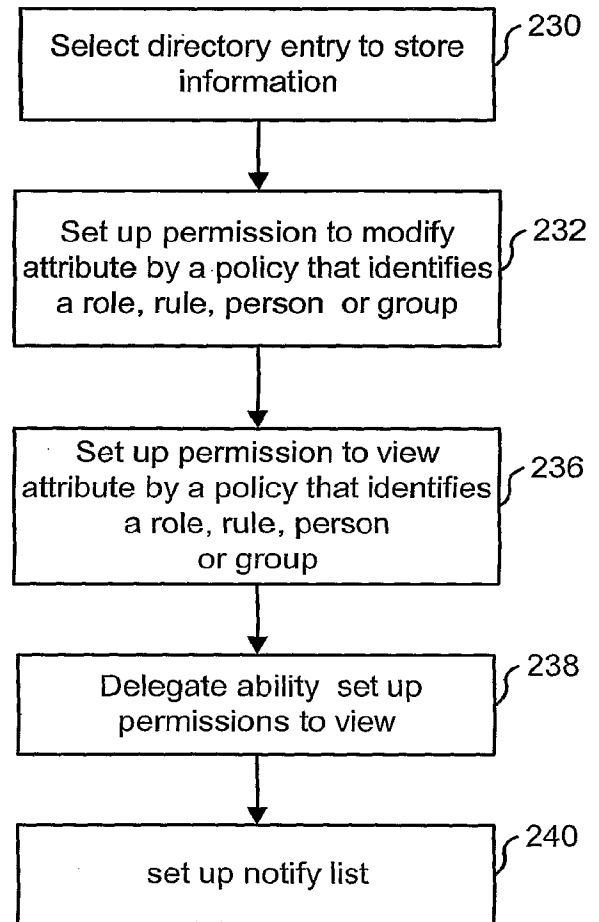 Select directory entry to store
information
230
Set up permission to modify
attribute by a policy that identifies
a role, rule, person or group
232
Set up permission to view
attribute by a policy that identifies
a role, rule, person
or group
236
Delegate ability set up
permissions to view
238
set up notify list
240